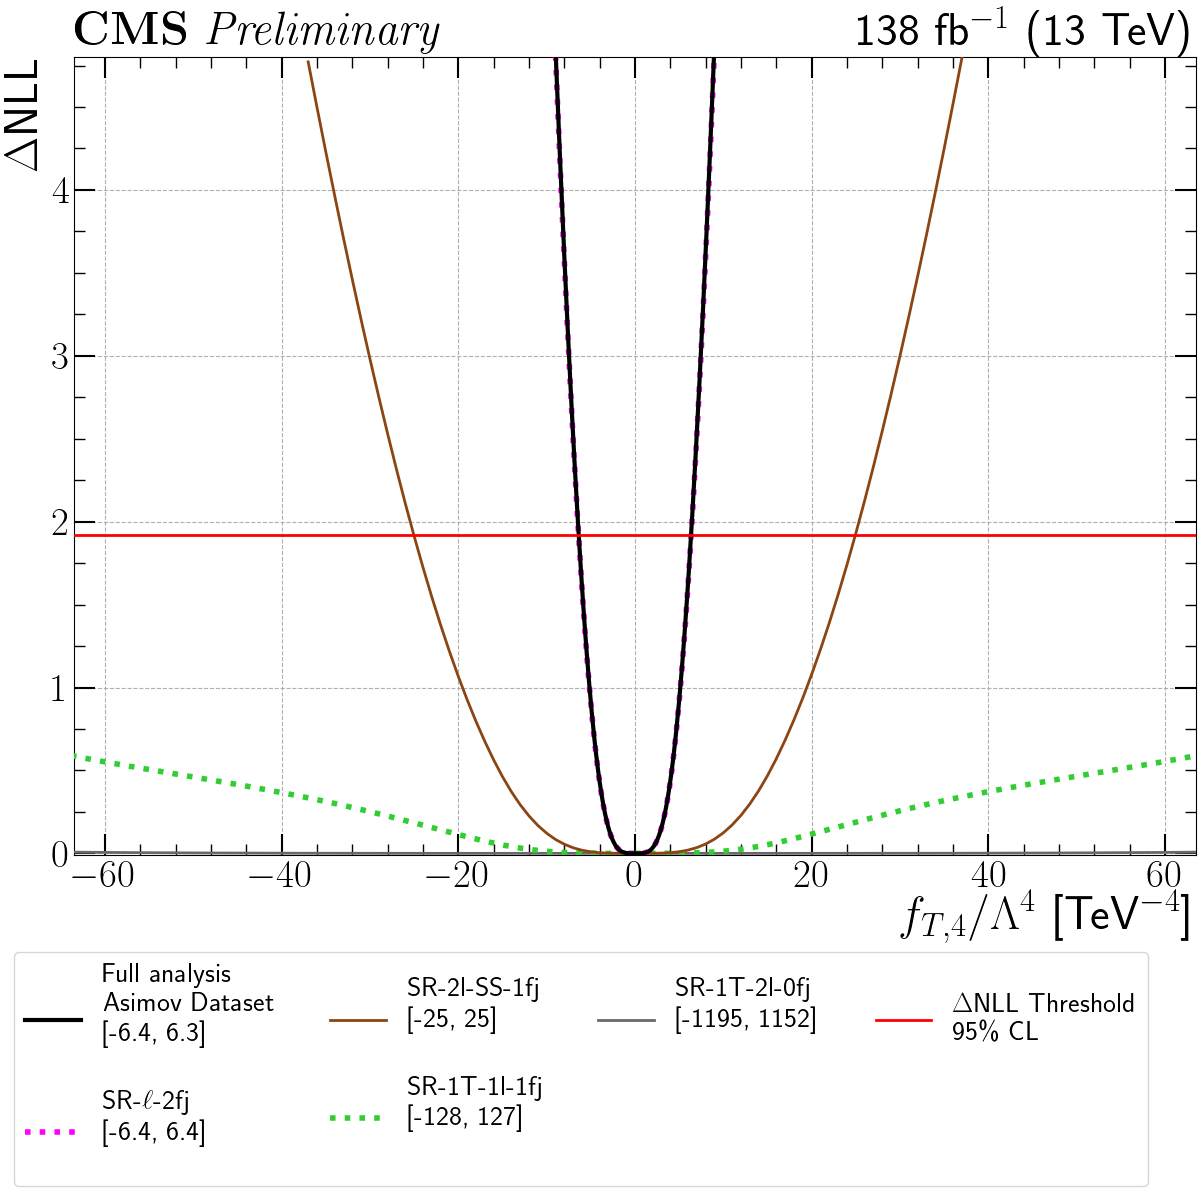 CMS Preliminary 138 fb⁻¹ (13 TeV)
ΔNLL
4
3
2
1
0
−60 −40 −20 0 20 40 60
f_{T,4}/Λ⁴ [TeV⁻⁴]
Full analysis
Asimov Dataset
[-6.4, 6.3]
SR-ℓ-2fj
[-6.4, 6.4]
SR-2l-SS-1fj
[-25, 25]
SR-1T-1l-1fj
[-128, 127]
SR-1T-2l-0fj
[-1195, 1152]
ΔNLL Threshold
95% CL